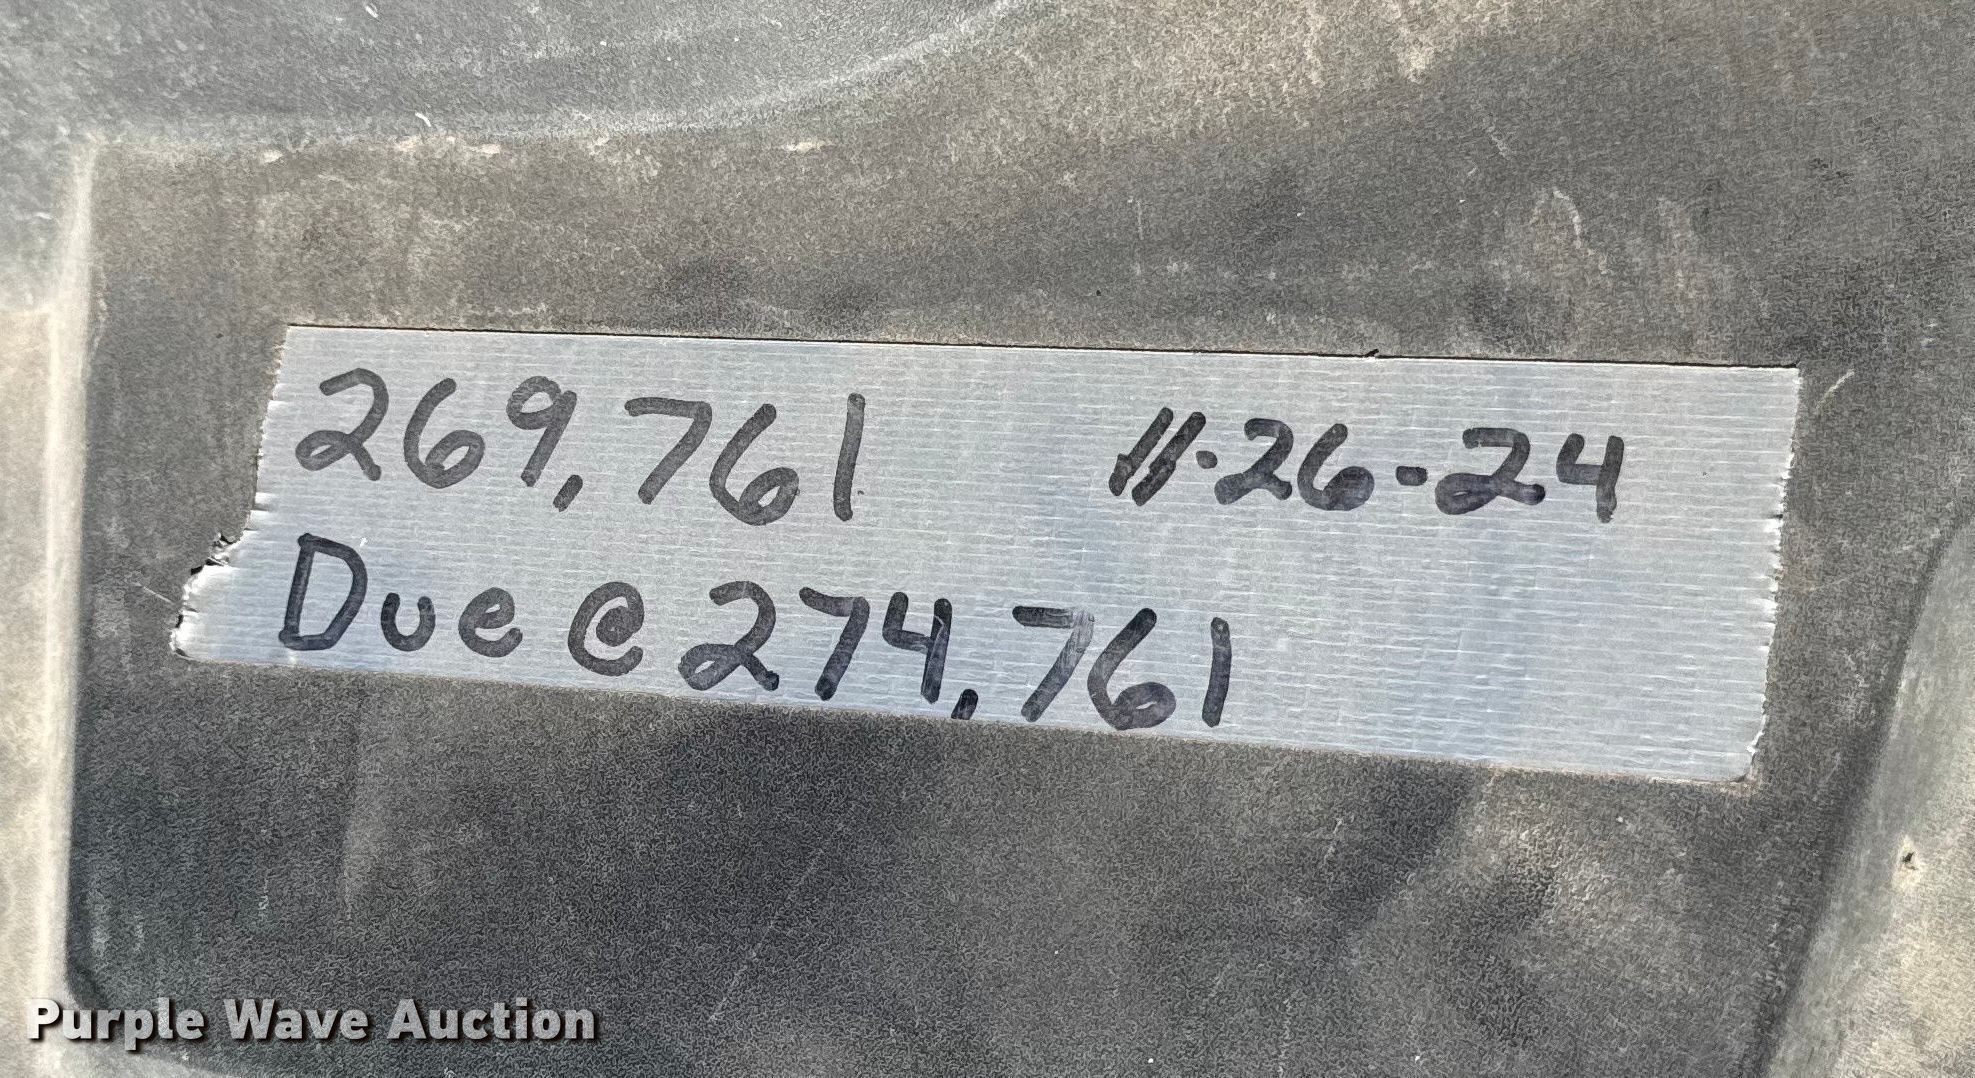 269,761 11-26-24
Due @ 274,761
Purple Wave Auction